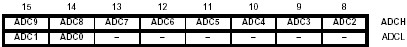 15 14 13 12 11 10 9 8
ADC9 ADC8 ADC7 ADC6 ADC5 ADC4 ADC3 ADC2 ADCH
ADC1 ADC0 – – – – – – ADCL